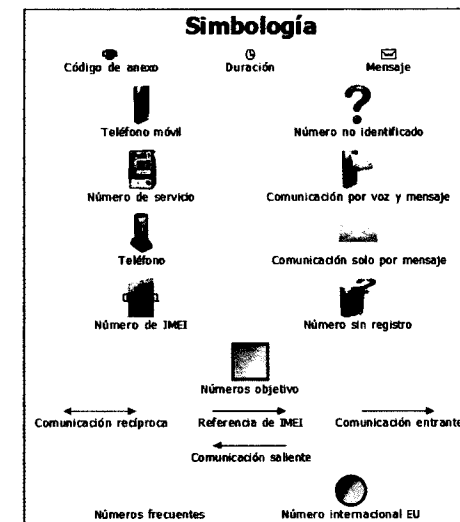 Simbología
Código de anexo Duración Mensaje
Teléfono móvil Número no identificado
Número de servicio Comunicación por voz y mensaje
Teléfono Comunicación solo por mensaje
Número de IMEI Número sin registro
Números objetivo
Comunicación recíproca Referencia de IMEI Comunicación entrante
Comunicación saliente
Números frecuentes Número internacional EU